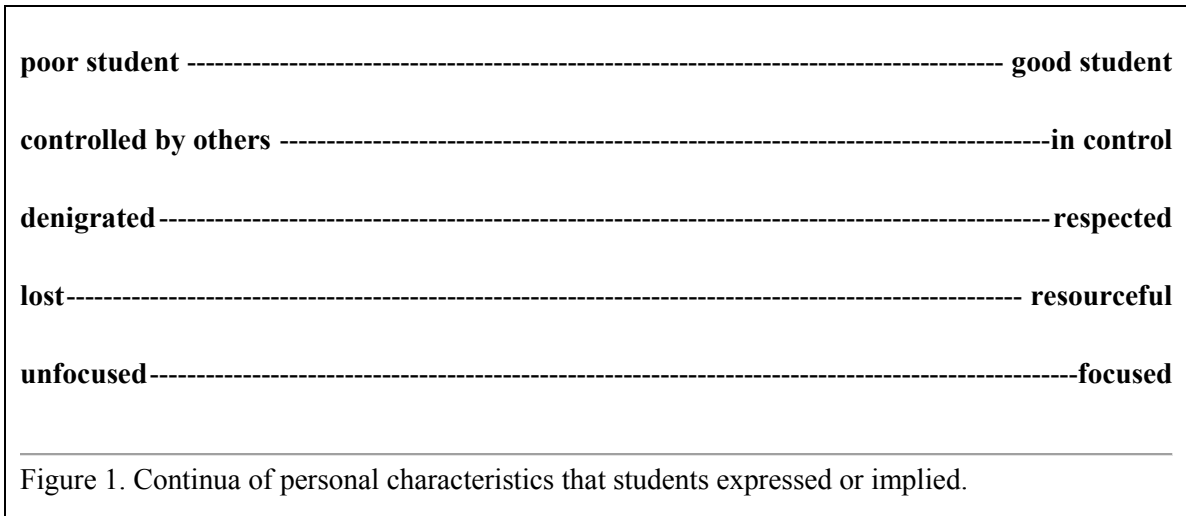 poor student ------------------------------------------------------------------------------------------- good student
controlled by others -----------------------------------------------------------------------------------in control
denigrated------------------------------------------------------------------------------------------------respected
lost------------------------------------------------------------------------------------------------------- resourceful
unfocused----------------------------------------------------------------------------------------------------focused
Figure 1. Continua of personal characteristics that students expressed or implied.